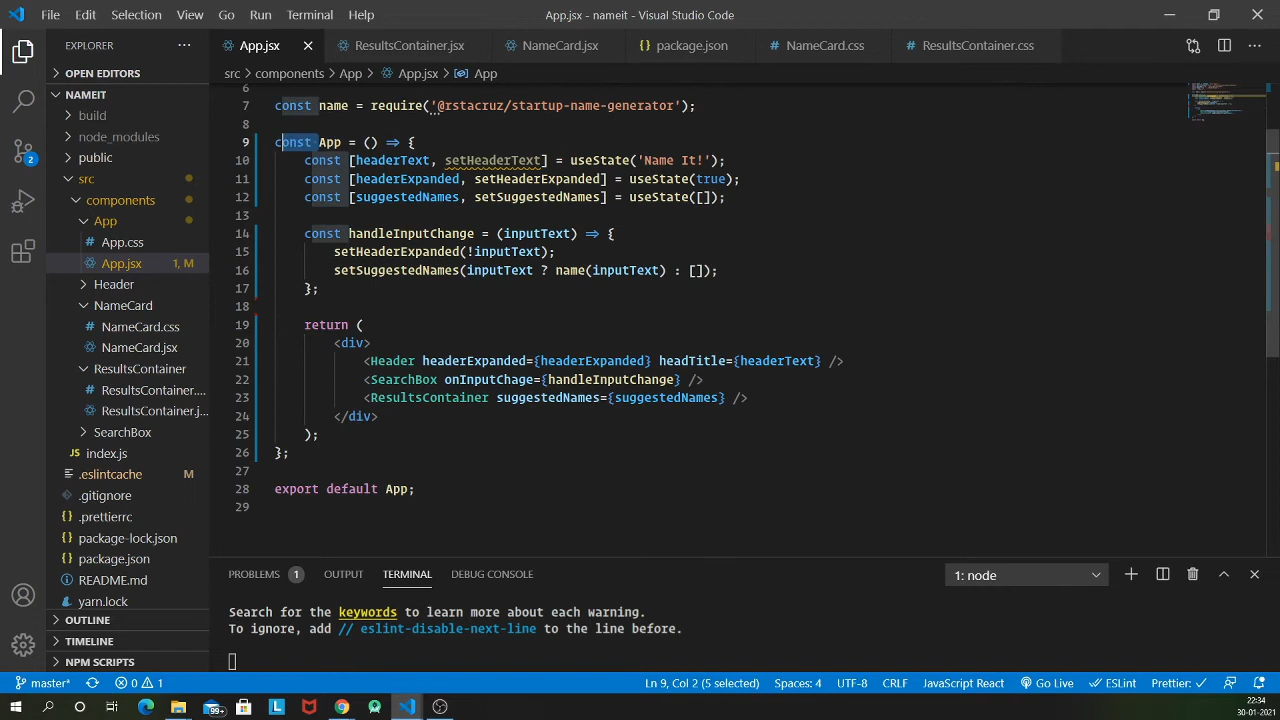 File Edit Selection View Go Run Terminal Help App.jsx - nameit - Visual Studio Code
EXPLORER ... App.jsx ResultsContainer.jsx NameCard.jsx package.json NameCard.css ResultsContainer.css
OPEN EDITORS
src > components > App > App.jsx > App
NAMEIT
build
node_modules
public
src
components
App
App.css
App.jsx 1, M
Header
NameCard
NameCard.css
NameCard.jsx
ResultsContainer
ResultsContainer....
ResultsContainer.j...
SearchBox
index.js
.eslintcache M
.gitignore
.prettierrc
package-lock.json
package.json
README.md
yarn.lock
OUTLINE
TIMELINE
NPM SCRIPTS
6
7 const name = require('@rstacruz/startup-name-generator');
8
9 const App = () => {
10 const [headerText, setHeaderText] = useState('Name It!');
11 const [headerExpanded, setHeaderExpanded] = useState(true);
12 const [suggestedNames, setSuggestedNames] = useState([]);
13
14 const handleInputChange = (inputText) => {
15 setHeaderExpanded(!inputText);
16 setSuggestedNames(inputText ? name(inputText) : []);
17 };
18
19 return (
20 <div>
21 <Header headerExpanded={headerExpanded} headTitle={headerText} />
22 <SearchBox onInputChage={handleInputChange} />
23 <ResultsContainer suggestedNames={suggestedNames} />
24 </div>
25 );
26 };
27
28 export default App;
29
PROBLEMS 1 OUTPUT TERMINAL DEBUG CONSOLE 1: node
Search for the keywords to learn more about each warning.
To ignore, add // eslint-disable-next-line to the line before.
2
master* 0 1 Ln 9, Col 2 (5 selected) Spaces: 4 UTF-8 CRLF JavaScript React Go Live ESLint Prettier: ✓
99+ 22:34
30-01-2021